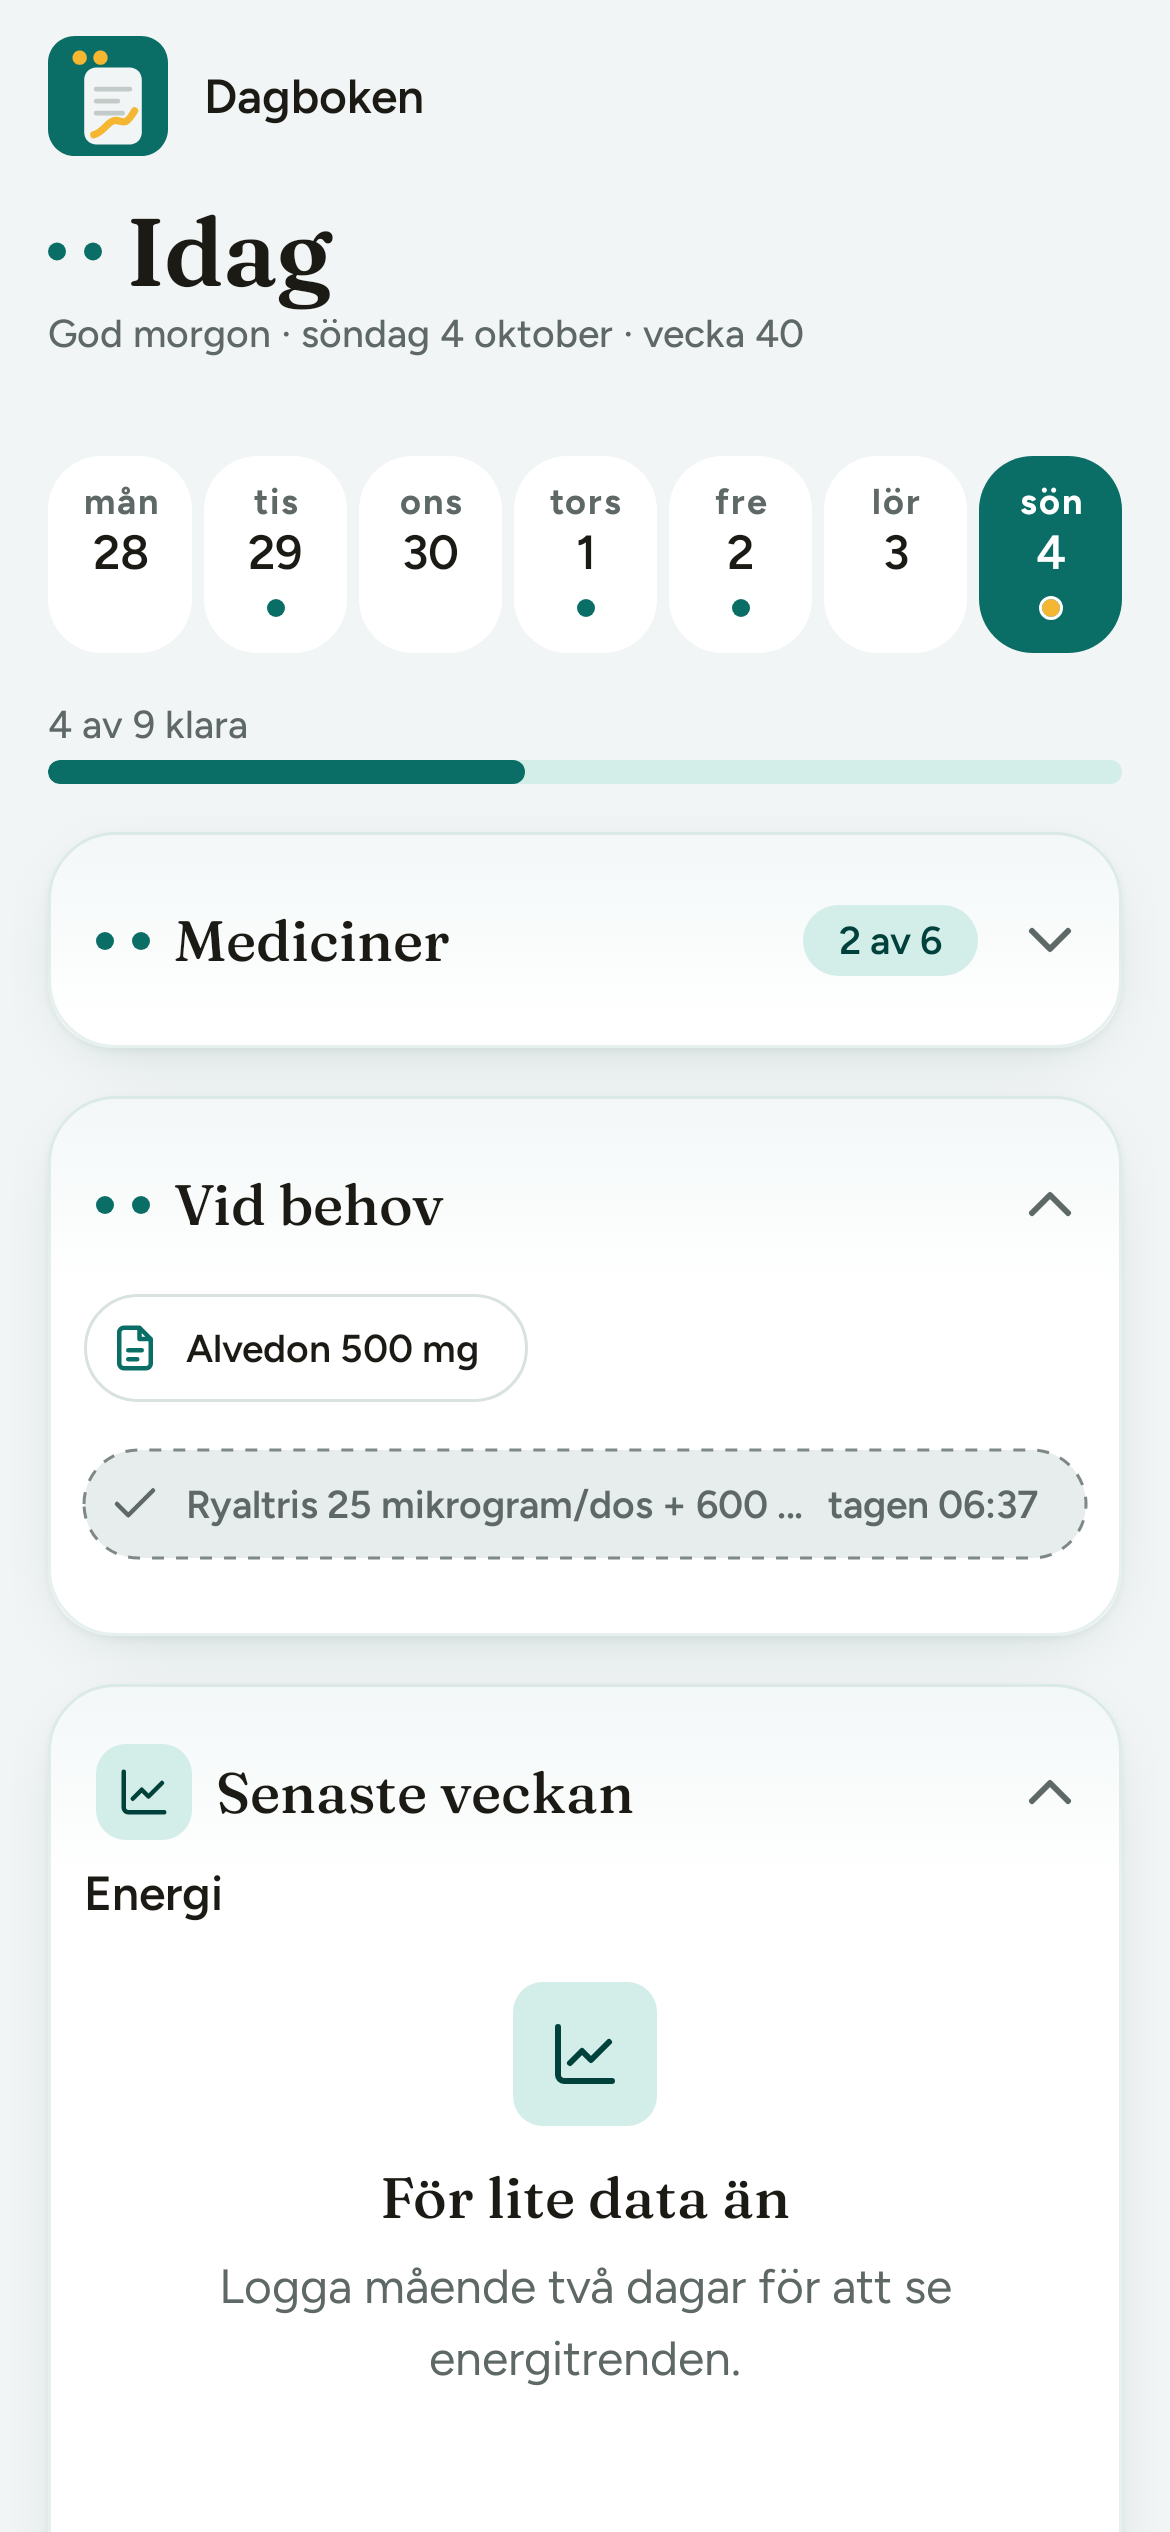 Dagboken
Idag
God morgon · söndag 4 oktober · vecka 40
mån tis ons tors fre lör sön
28 29 30 1 2 3 4
4 av 9 klara
Mediciner 2 av 6
Vid behov
Alvedon 500 mg
Ryaltris 25 mikrogram/dos + 600 ... tagen 06:37
Senaste veckan
Energi
För lite data än
Logga mående två dagar för att se
energitrenden.